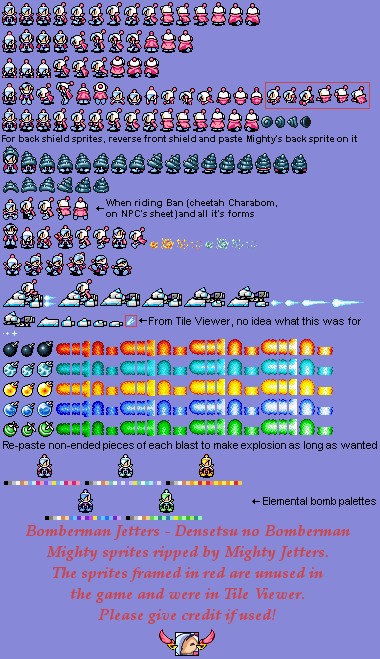 For back shield sprites, reverse front shield and paste Mighty's back sprite on it
←When riding Ban (cheetah Charabom,
on NPC's sheet)and all it's forms
←From Tile Viewer, no idea what this was for
Re-paste non-ended pieces of each blast to make explosion as long as wanted
←Elemental bomb palettes
Bomberman Jetters - Densetsu no Bomberman
Mighty sprites ripped by Mighty Jetters.
The sprites framed in red are unused in
the game and were in Tile Viewer.
Please give credit if used!